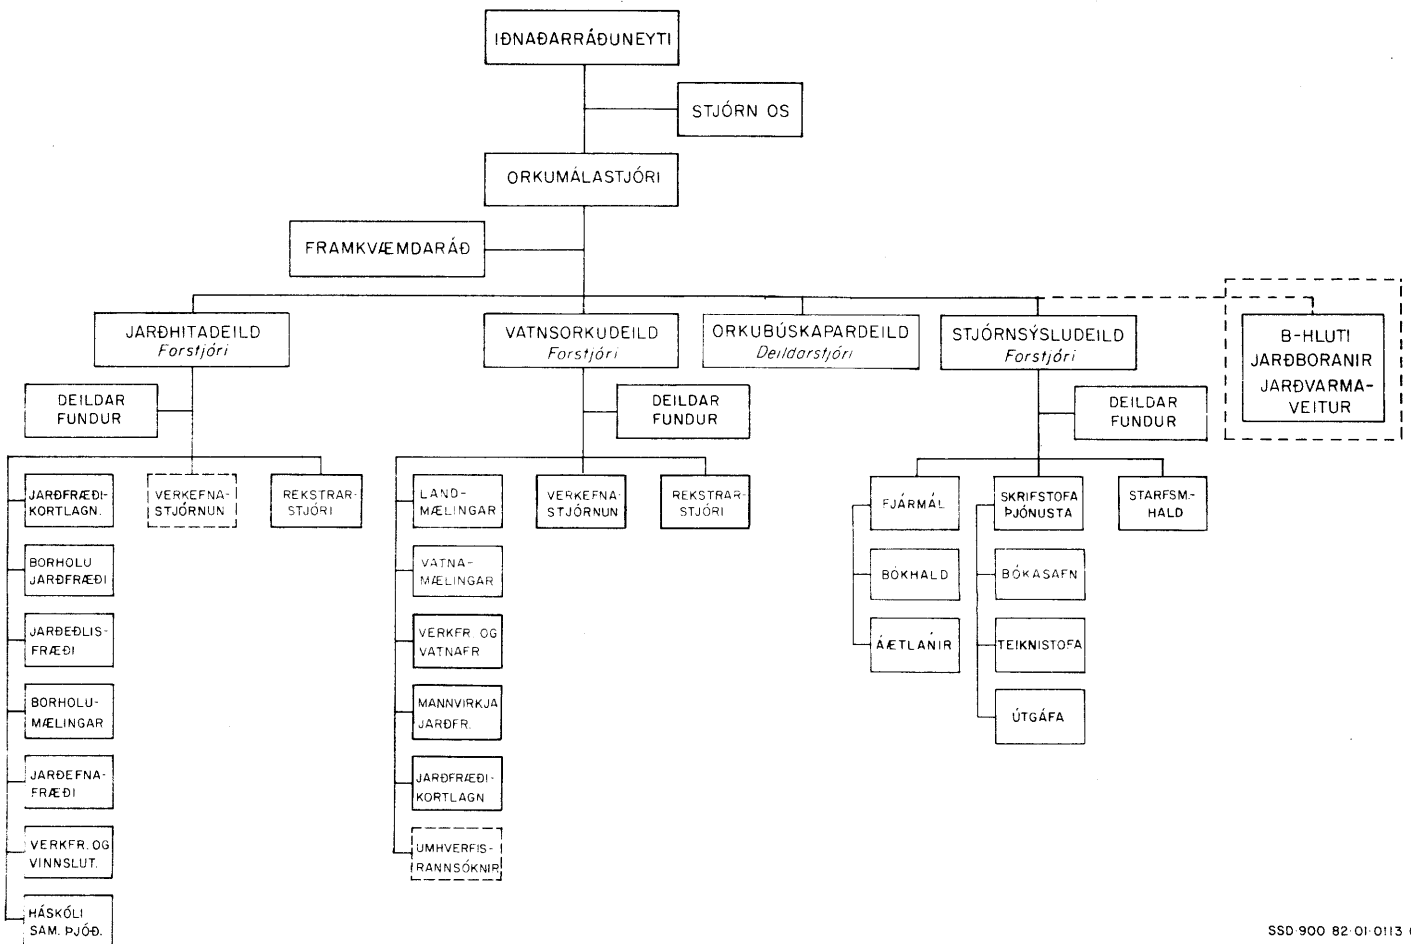 IÐNAÐARRÁÐUNEYTI
STJÓRN OS
ORKUMÁLASTJÓRI
FRAMKVÆMDARÁÐ
JARÐHITADEILD
Forstjóri
VATNSORKUDEILD
Forstjóri
ORKUBÚSKAPARDEILD
Deildarstjóri
STJÓRNSÝSLUDEILD
Forstjóri
B-HLUTI
JARÐBORANIR
JARÐVARMA-
VEITUR
DEILDAR
FUNDUR
DEILDAR
FUNDUR
DEILDAR
FUNDUR
JARÐFRÆÐI-
KORTLAGN.
VERKEFNA-
STJÓRNUN
REKSTRAR-
STJÓRI
BORHOLU
JARÐFRÆÐI
JARÐEÐLIS-
FRÆÐI
BORHOLU-
MÆLINGAR
JARÐEFNA-
FRÆÐI
VERKFR. OG
VINNSLUT.
HÁSKÓLI
SAM. ÞJÓÐ.
LAND-
MÆLINGAR
VERKEFNA-
STJÓRNUN
REKSTRAR-
STJÓRI
VATNA-
MÆLINGAR
VERKFR. OG
VATNAFR
MANNVIRKJA
JARÐFR.
JARÐFRÆÐI-
KORTLAGN
UMHVERFIS-
RANNSÓKNIR
FJÁRMÁL
SKRIFSTOFA
ÞJÓNUSTA
STARFSM.-
HALD
BÓKHALD
ÁÆTLANIR
BÓKASAFN
TEIKNISTOFA
ÚTGÁFA
SSD·900 82·01·0113